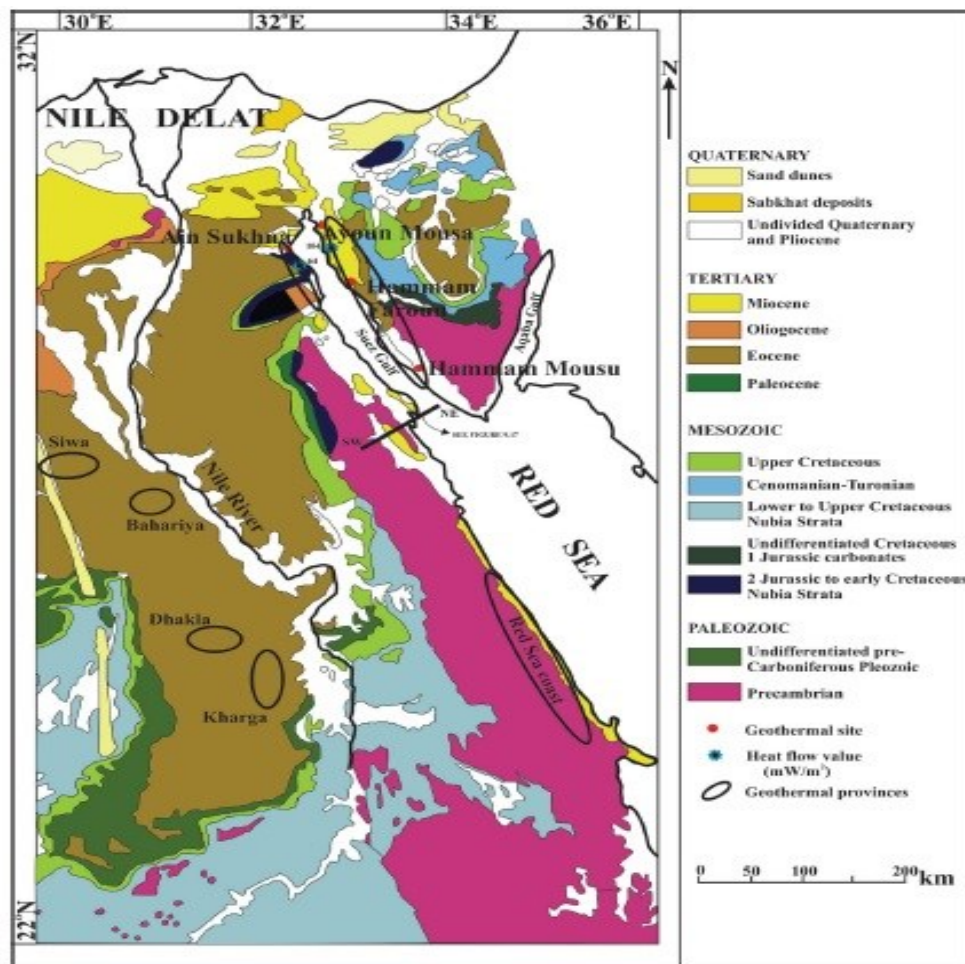 30°E
32°E
34°E
36°E
32°N
N
NILE DELAT
Ain Sukhna
Ayoun Mousa
Hammam
Faroun
Suez Gulf
Aqaba Gulf
Hammam Mousu
NE
SW
SEE FIGURE
Siwa
Bahariya
Nile River
RED
SEA
Dhakla
Kharga
Red Sea coast
22°N
QUATERNARY
Sand dunes
Sabkhat deposits
Undivided Quaternary
and Pliocene
TERTIARY
Miocene
Oliogocene
Eocene
Paleocene
MESOZOIC
Upper Cretaceous
Cenomanian-Turonian
Lower to Upper Cretaceous
Nubia Strata
Undifferentiated Cretaceous
1 Jurassic carbonates
2 Jurassic to early Cretaceous
Nubia Strata
PALEOZOIC
Undifferentiated pre-
Carboniferous Pleozoic
Precambrian
Geothermal site
Heat flow value
(mW/m²)
Geothermal provinces
0 100 200 km